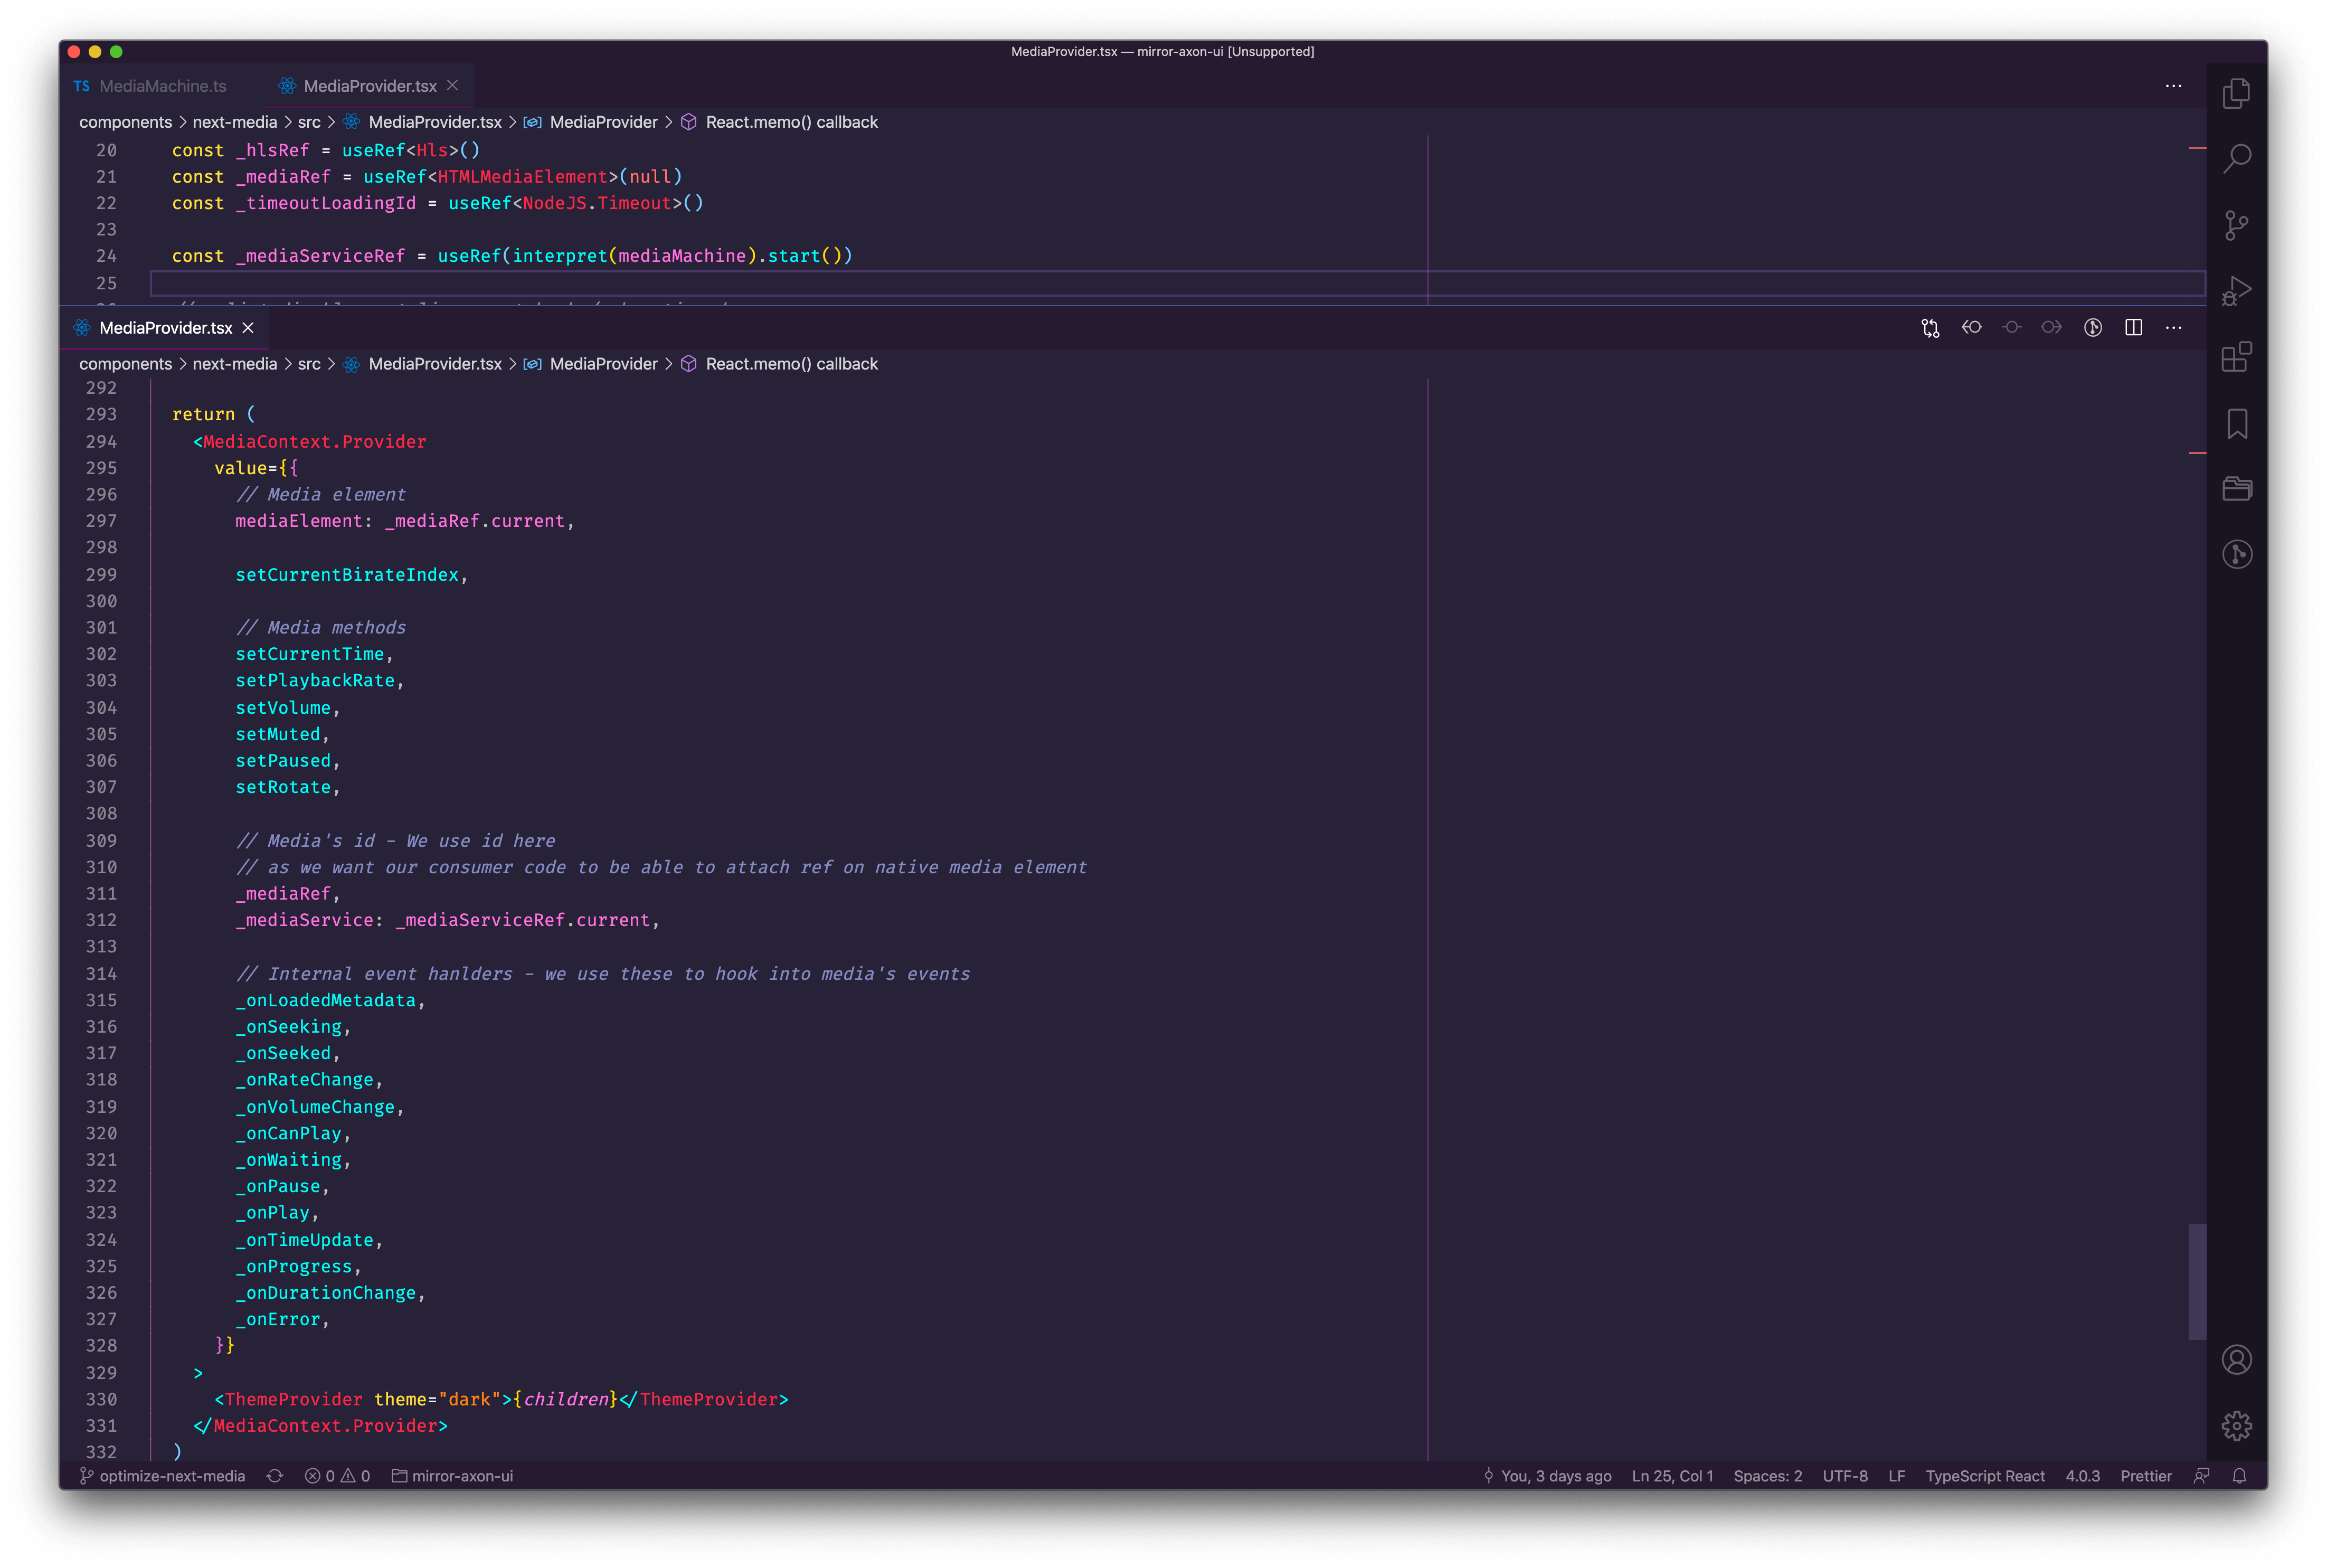 MediaProvider.tsx — mirror-axon-ui [Unsupported]
TS MediaMachine.ts MediaProvider.tsx
components > next-media > src > MediaProvider.tsx > MediaProvider > React.memo() callback
20 const _hlsRef = useRef<Hls>()
21 const _mediaRef = useRef<HTMLMediaElement>(null)
22 const _timeoutLoadingId = useRef<NodeJS.Timeout>()
23
24 const _mediaServiceRef = useRef(interpret(mediaMachine).start())
25
MediaProvider.tsx
components > next-media > src > MediaProvider.tsx > MediaProvider > React.memo() callback
292
293 return (
294 <MediaContext.Provider
295 value={{
296 // Media element
297 mediaElement: _mediaRef.current,
298
299 setCurrentBirateIndex,
300
301 // Media methods
302 setCurrentTime,
303 setPlaybackRate,
304 setVolume,
305 setMuted,
306 setPaused,
307 setRotate,
308
309 // Media's id - We use id here
310 // as we want our consumer code to be able to attach ref on native media element
311 _mediaRef,
312 _mediaService: _mediaServiceRef.current,
313
314 // Internal event hanlders - we use these to hook into media's events
315 _onLoadedMetadata,
316 _onSeeking,
317 _onSeeked,
318 _onRateChange,
319 _onVolumeChange,
320 _onCanPlay,
321 _onWaiting,
322 _onPause,
323 _onPlay,
324 _onTimeUpdate,
325 _onProgress,
326 _onDurationChange,
327 _onError,
328 }}
329 >
330 <ThemeProvider theme="dark">{children}</ThemeProvider>
331 </MediaContext.Provider>
332 )
optimize-next-media 0 0 mirror-axon-ui You, 3 days ago Ln 25, Col 1 Spaces: 2 UTF-8 LF TypeScript React 4.0.3 Prettier